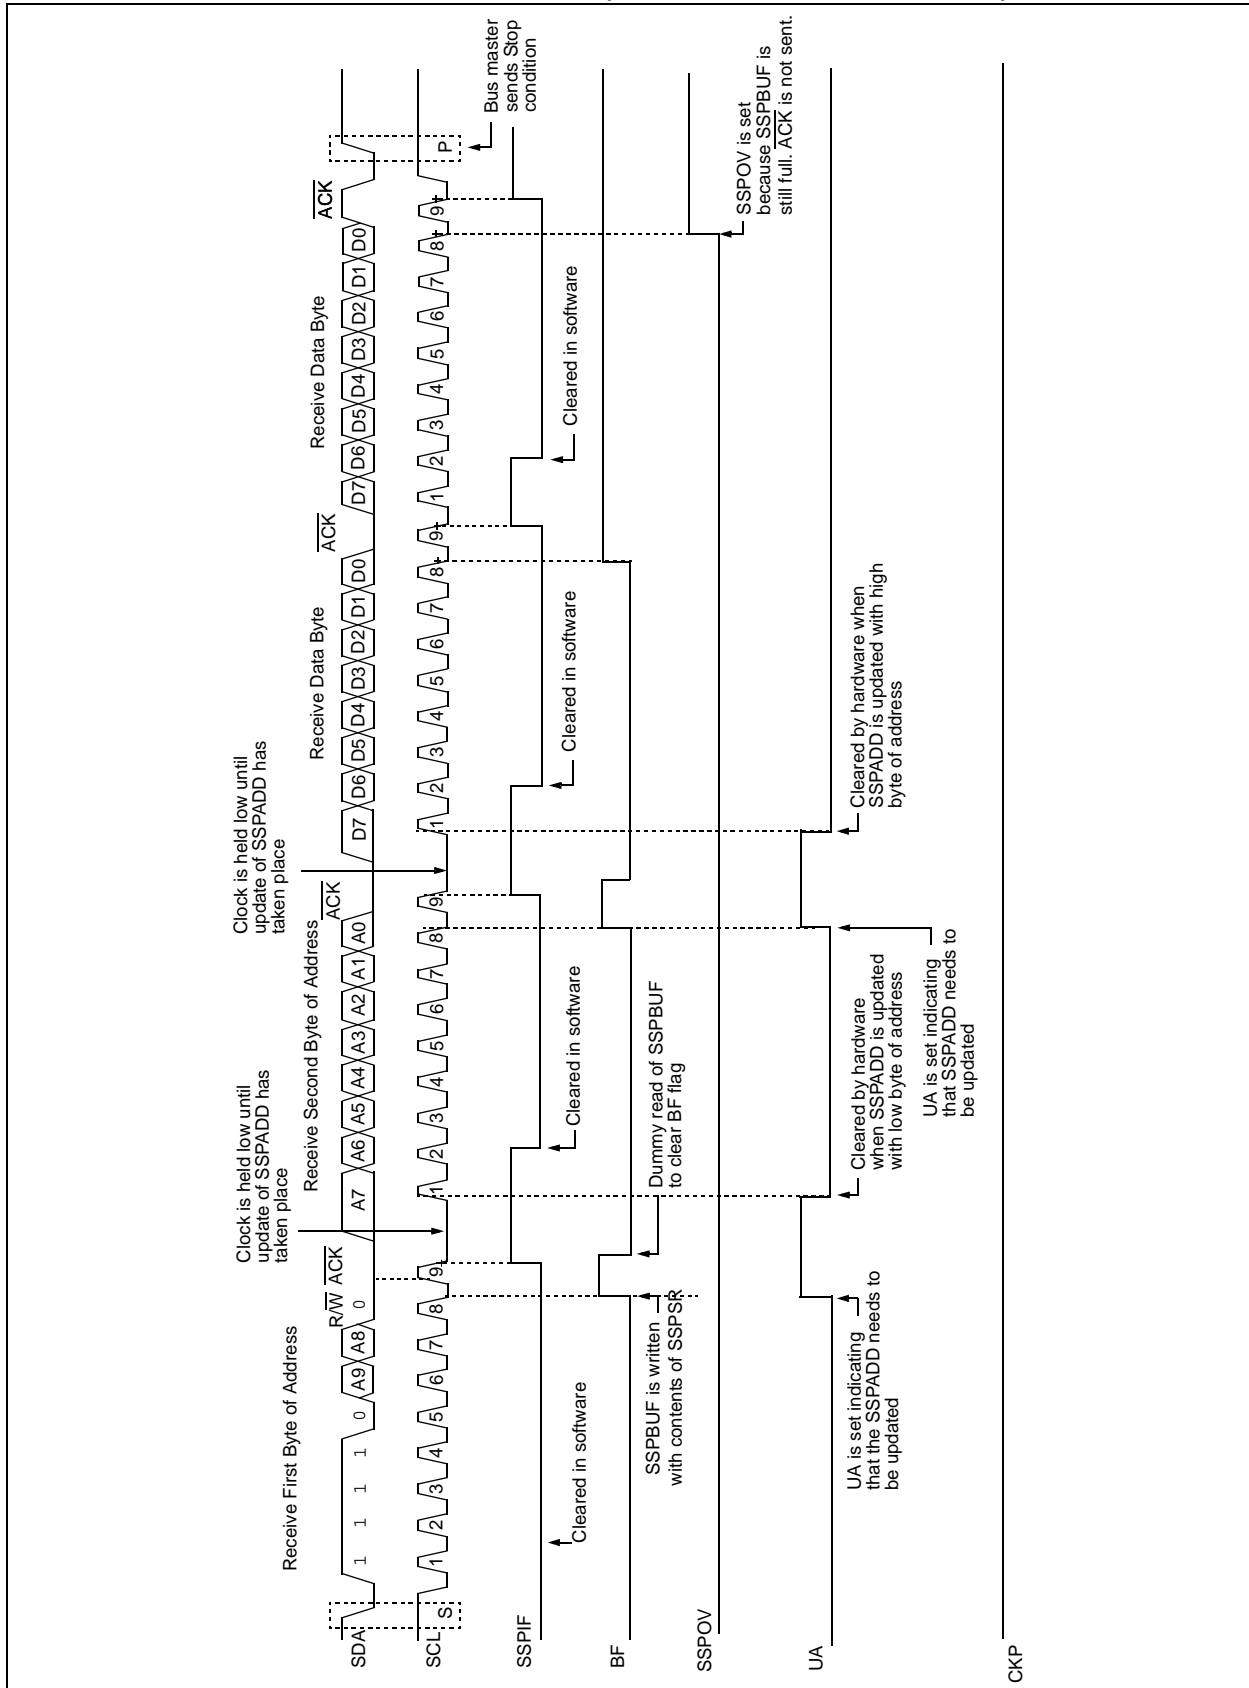 Receive First Byte of Address
R/W ACK
Clock is held low until
update of SSPADD has
taken place
Receive Second Byte of Address
ACK
Clock is held low until
update of SSPADD has
taken place
Receive Data Byte
ACK
Receive Data Byte
ACK
SDA
1 1 1 1 0 A9 A8 0 A7 A6 A5 A4 A3 A2 A1 A0 D7 D6 D5 D4 D3 D2 D1 D0 D7 D6 D5 D4 D3 D2 D1 D0
SCL
S 1 2 3 4 5 6 7 8 9 1 2 3 4 5 6 7 8 9 1 2 3 4 5 6 7 8 9 1 2 3 4 5 6 7 8 9 P
Bus master
sends Stop
condition
SSPIF
Cleared in software
Cleared in software
Cleared in software
Cleared in software
BF
SSPBUF is written
with contents of SSPSR
Dummy read of SSPBUF
to clear BF flag
SSPOV
SSPOV is set
because SSPBUF is
still full. ACK is not sent.
UA
UA is set indicating
that the SSPADD needs to
be updated
Cleared by hardware
when SSPADD is updated
with low byte of address
UA is set indicating
that SSPADD needs to
be updated
Cleared by hardware when
SSPADD is updated with high
byte of address
CKP